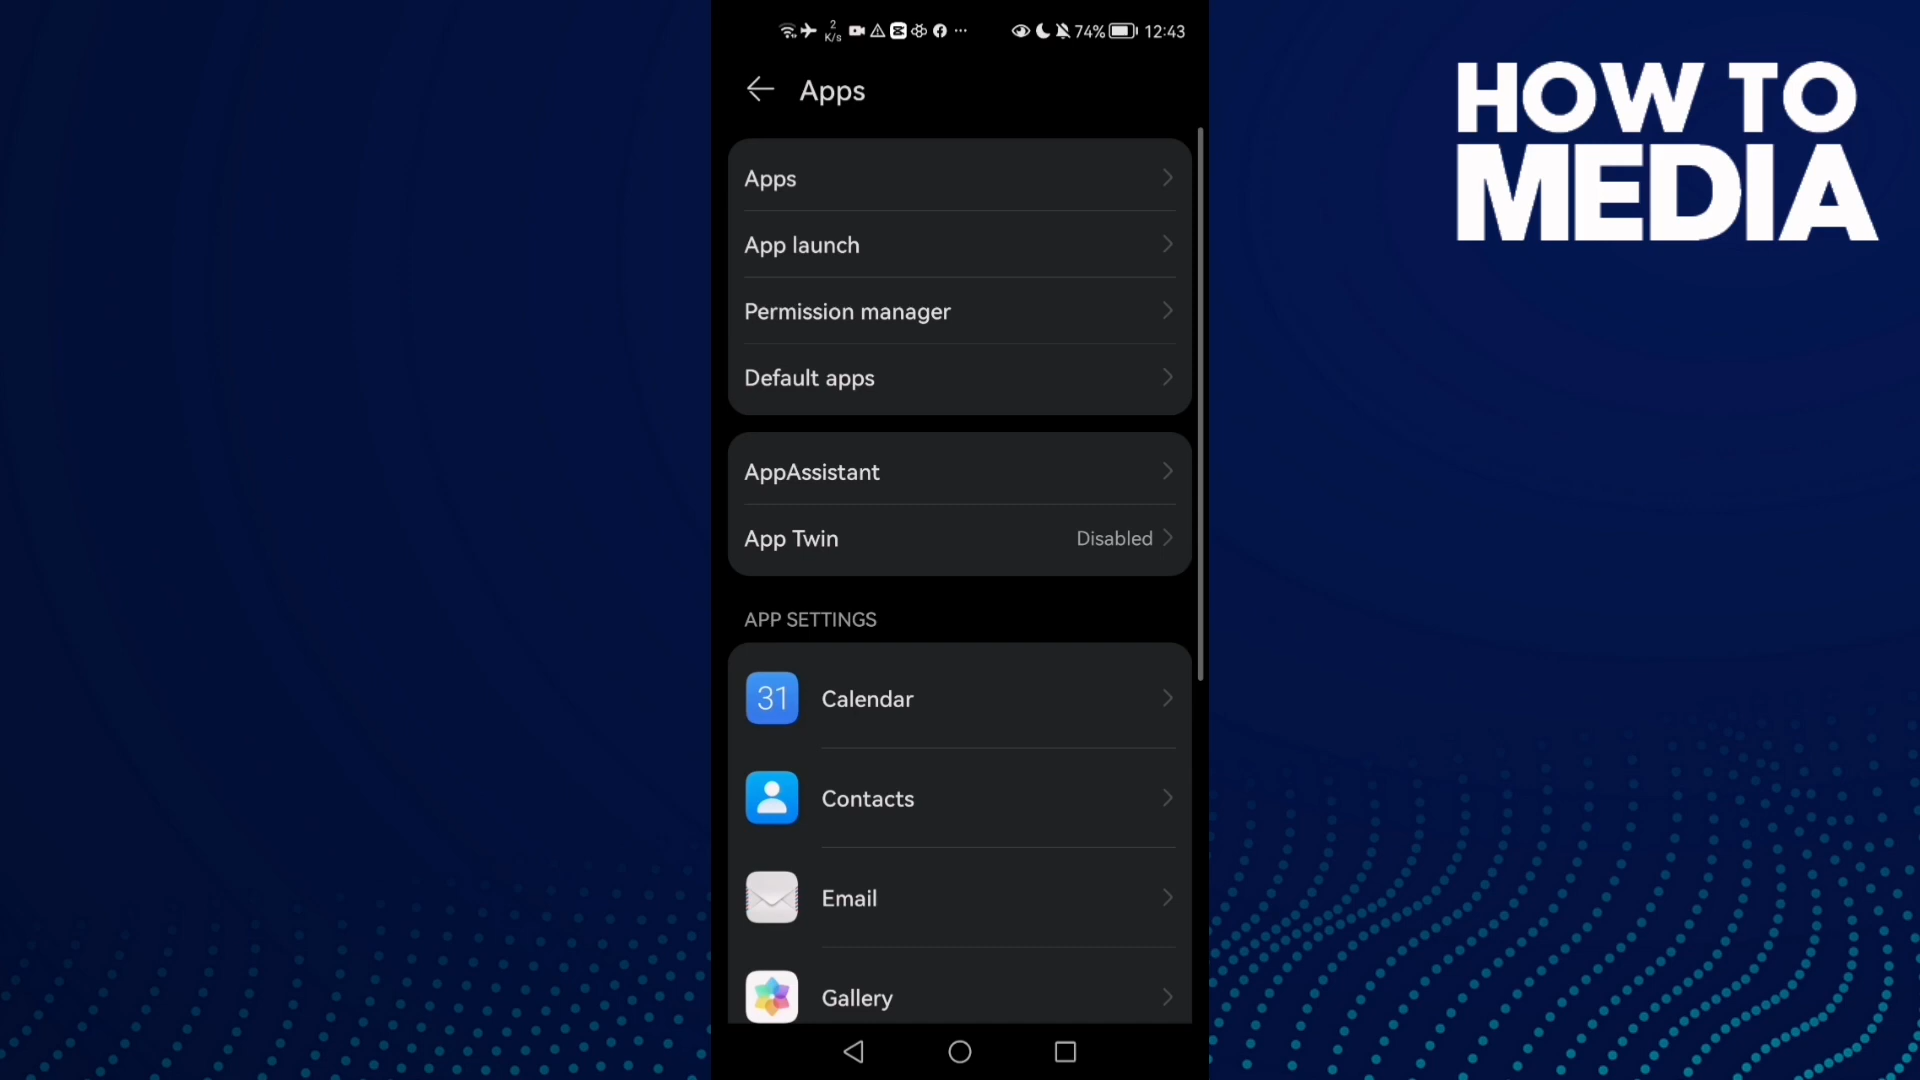 2
K/s
74%
12:43
HOW TO
MEDIA
Apps
Apps
App launch
Permission manager
Default apps
AppAssistant
App Twin
Disabled
APP SETTINGS
31
Calendar
Contacts
Email
Gallery